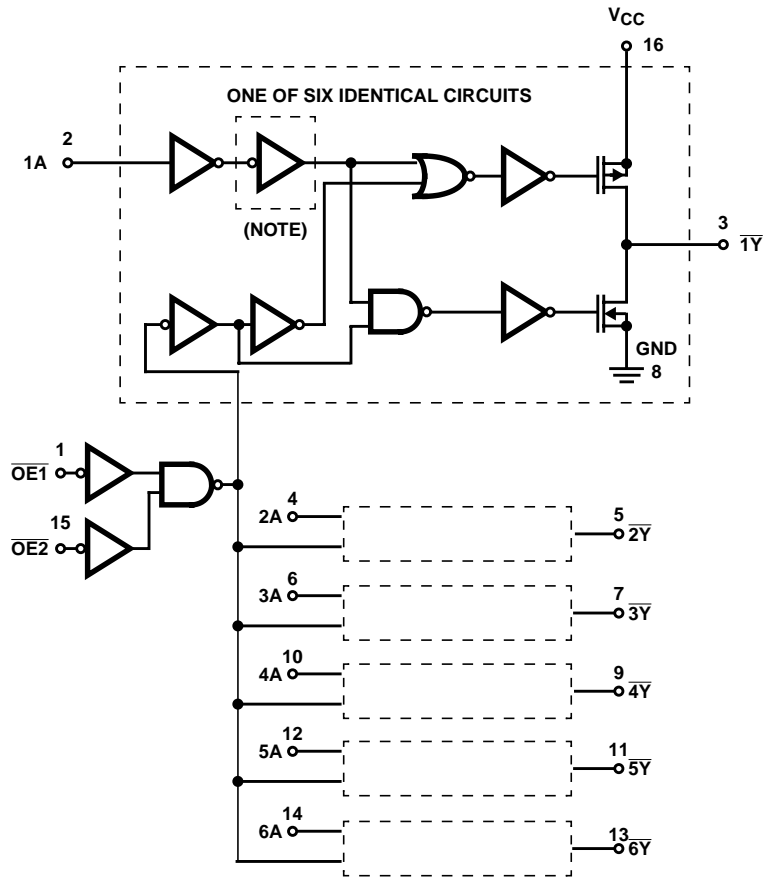 VCC
16
ONE OF SIX IDENTICAL CIRCUITS
2
1A
(NOTE)
3
1Y
GND
8
1
OE1
15
OE2
4
2A
5
2Y
6
3A
7
3Y
10
4A
9
4Y
12
5A
11
5Y
14
6A
13
6Y